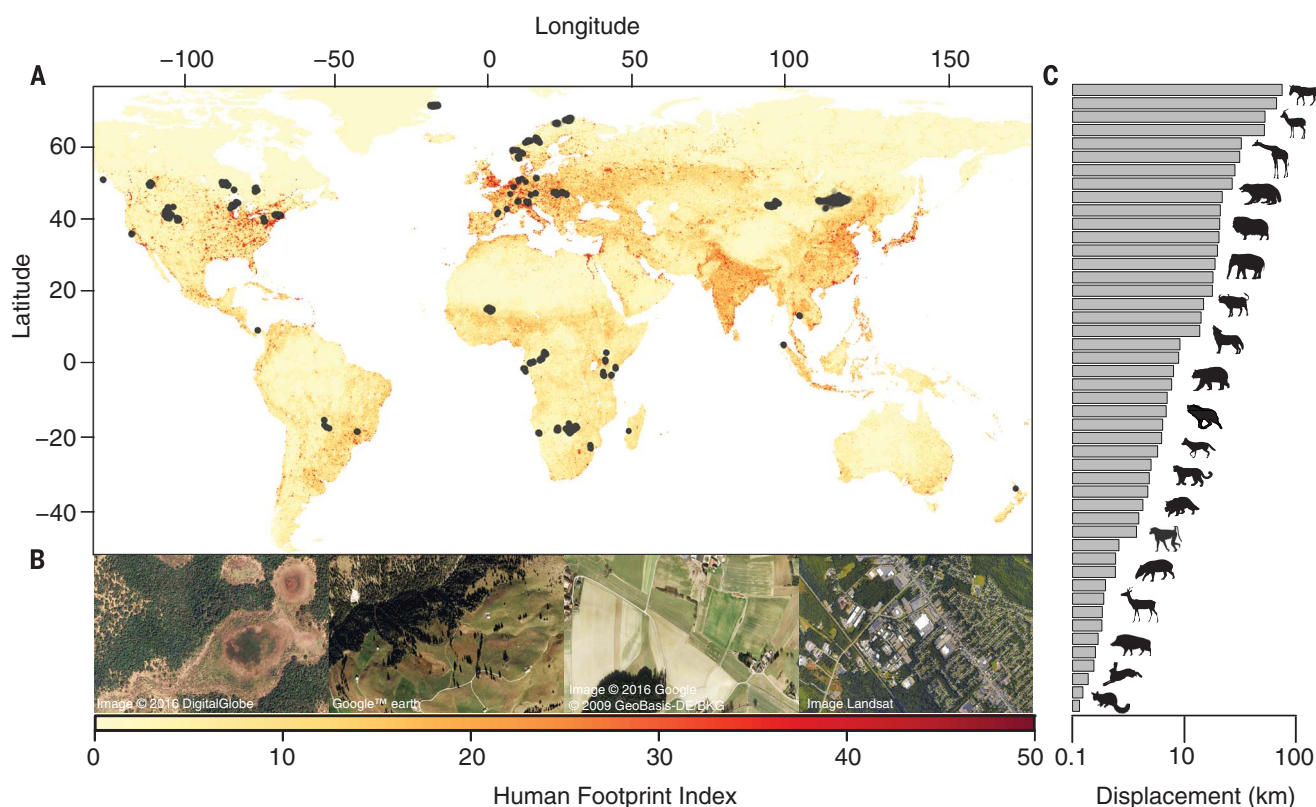 Longitude
−100 −50 0 50 100 150
A
C
60
40
20
0
−20
−40
Latitude
B
Image © 2016 DigitalGlobe
Google™ earth
Image © 2016 Google
© 2009 GeoBasis-DE/BKG
Image Landsat
0 10 20 30 40 50
Human Footprint Index
0.1 10 100
Displacement (km)